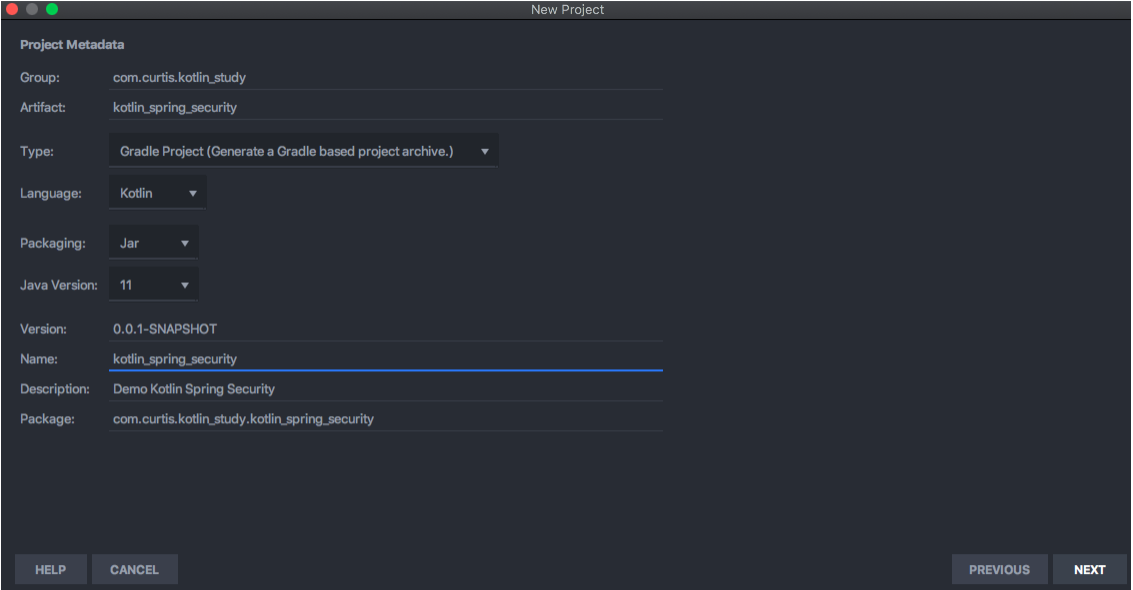 New Project
Project Metadata
Group: com.curtis.kotlin_study
Artifact: kotlin_spring_security
Type: Gradle Project (Generate a Gradle based project archive.)
Language: Kotlin
Packaging: Jar
Java Version: 11
Version: 0.0.1-SNAPSHOT
Name: kotlin_spring_security
Description: Demo Kotlin Spring Security
Package: com.curtis.kotlin_study.kotlin_spring_security
HELP CANCEL PREVIOUS NEXT